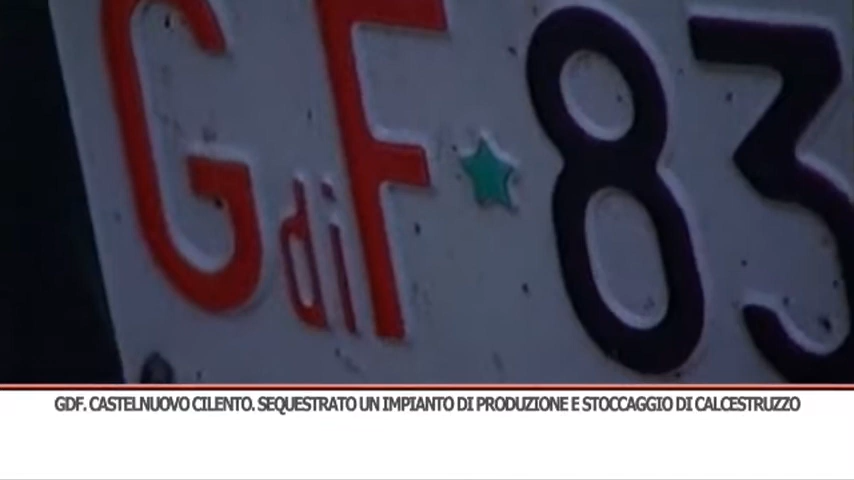 GdiF 83
GDF. CASTELNUOVO CILENTO. SEQUESTRATO UN IMPIANTO DI PRODUZIONE E STOCCAGGIO DI CALCESTRUZZO